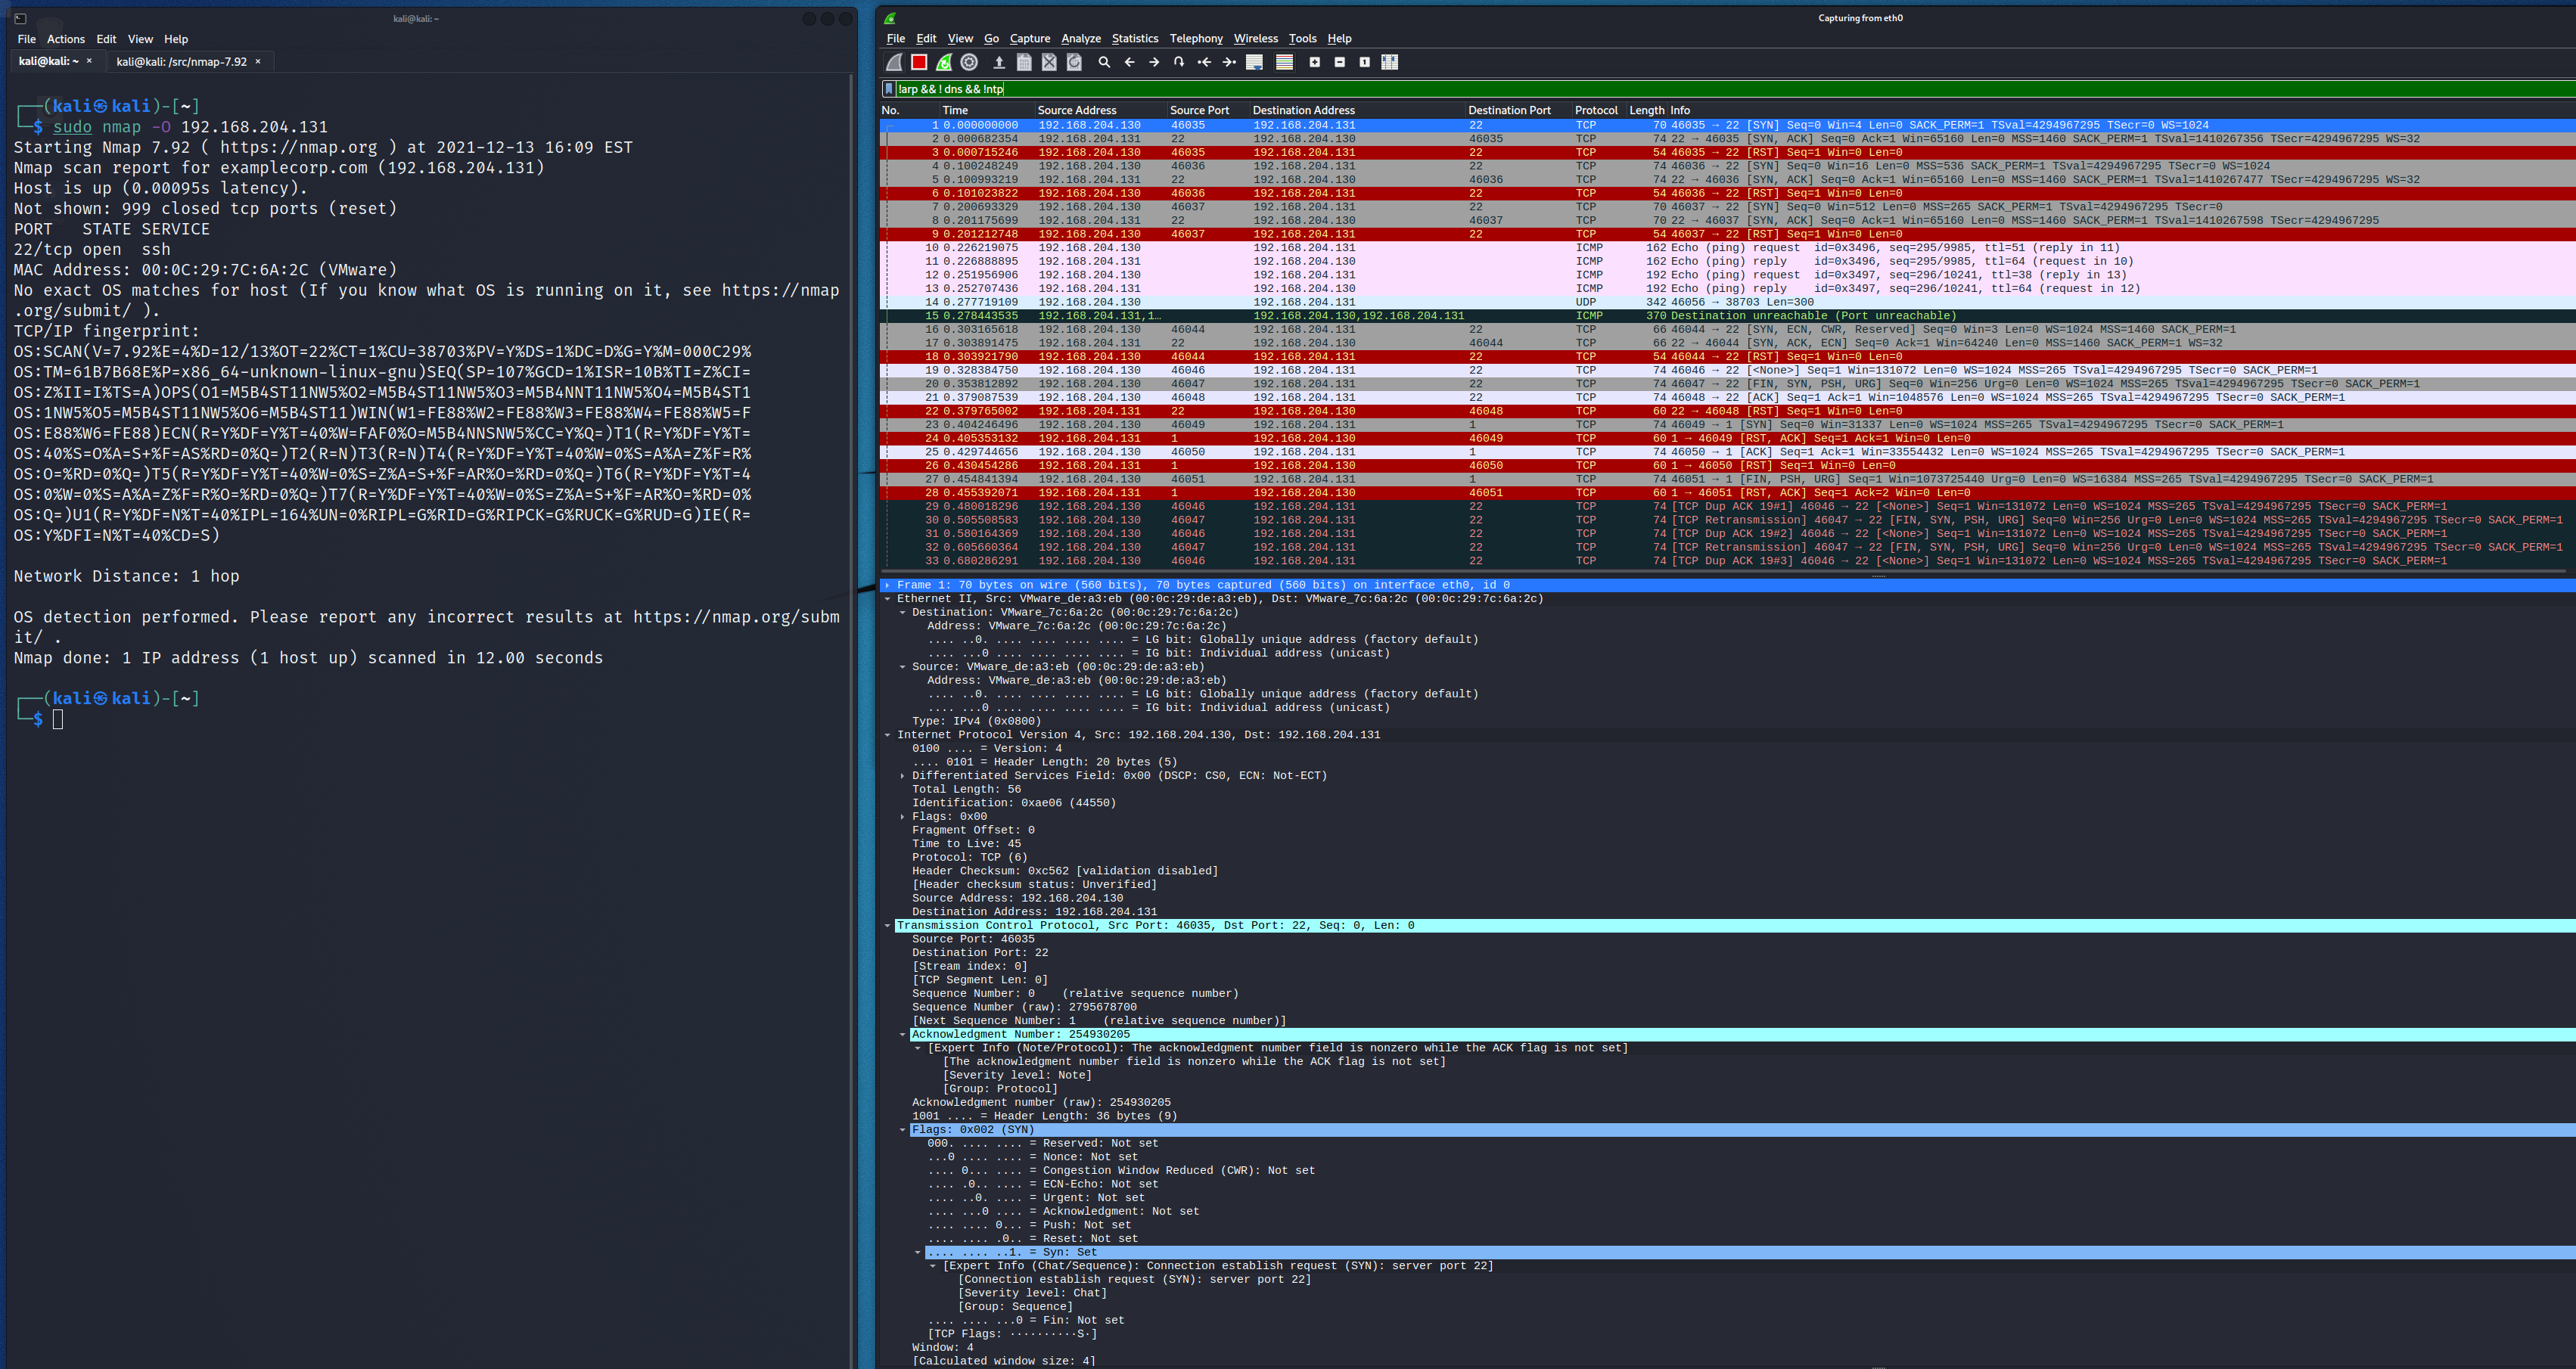 kali@kali: ~
File Actions Edit View Help
kali@kali: ~ × kali@kali: /src/nmap-7.92 ×
┌──(kali㉿kali)-[~]
└─$ sudo nmap -O 192.168.204.131
Starting Nmap 7.92 ( https://nmap.org ) at 2021-12-13 16:09 EST
Nmap scan report for examplecorp.com (192.168.204.131)
Host is up (0.00095s latency).
Not shown: 999 closed tcp ports (reset)
PORT   STATE SERVICE
22/tcp open  ssh
MAC Address: 00:0C:29:7C:6A:2C (VMware)
No exact OS matches for host (If you know what OS is running on it, see https://nmap
.org/submit/ ).
TCP/IP fingerprint:
OS:SCAN(V=7.92%E=4%D=12/13%OT=22%CT=1%CU=38703%PV=Y%DS=1%DC=D%G=Y%M=000C29%
OS:TM=61B7B68E%P=x86_64-unknown-linux-gnu)SEQ(SP=107%GCD=1%ISR=10B%TI=Z%CI=
OS:Z%II=I%TS=A)OPS(O1=M5B4ST11NW5%O2=M5B4ST11NW5%O3=M5B4NNT11NW5%O4=M5B4ST1
OS:1NW5%O5=M5B4ST11NW5%O6=M5B4ST11)WIN(W1=FE88%W2=FE88%W3=FE88%W4=FE88%W5=F
OS:E88%W6=FE88)ECN(R=Y%DF=Y%T=40%W=FAF0%O=M5B4NNSNW5%CC=Y%Q=)T1(R=Y%DF=Y%T=
OS:40%S=O%A=S+%F=AS%RD=0%Q=)T2(R=N)T3(R=N)T4(R=Y%DF=Y%T=40%W=0%S=A%A=Z%F=R%
OS:O=%RD=0%Q=)T5(R=Y%DF=Y%T=40%W=0%S=Z%A=S+%F=AR%O=%RD=0%Q=)T6(R=Y%DF=Y%T=4
OS:0%W=0%S=A%A=Z%F=R%O=%RD=0%Q=)T7(R=Y%DF=Y%T=40%W=0%S=Z%A=S+%F=AR%O=%RD=0%
OS:Q=)U1(R=Y%DF=N%T=40%IPL=164%UN=0%RIPL=G%RID=G%RIPCK=G%RUCK=G%RUD=G)IE(R=
OS:Y%DFI=N%T=40%CD=S)
Network Distance: 1 hop
OS detection performed. Please report any incorrect results at https://nmap.org/subm
it/ .
Nmap done: 1 IP address (1 host up) scanned in 12.00 seconds
┌──(kali㉿kali)-[~]
└─$
Capturing from eth0
File Edit View Go Capture Analyze Statistics Telephony Wireless Tools Help
!arp && ! dns && !ntp
No. Time Source Address Source Port Destination Address Destination Port Protocol Length Info
1 0.000000000 192.168.204.130 46035 192.168.204.131 22 TCP 70 46035 → 22 [SYN] Seq=0 Win=4 Len=0 SACK_PERM=1 TSval=4294967295 TSecr=0 WS=1024
2 0.000682354 192.168.204.131 22 192.168.204.130 46035 TCP 74 22 → 46035 [SYN, ACK] Seq=0 Ack=1 Win=65160 Len=0 MSS=1460 SACK_PERM=1 TSval=1410267356 TSecr=4294967295 WS=32
3 0.000715246 192.168.204.130 46035 192.168.204.131 22 TCP 54 46035 → 22 [RST] Seq=1 Win=0 Len=0
4 0.100248249 192.168.204.130 46036 192.168.204.131 22 TCP 74 46036 → 22 [SYN] Seq=0 Win=16 Len=0 MSS=536 SACK_PERM=1 TSval=4294967295 TSecr=0 WS=1024
5 0.100993219 192.168.204.131 22 192.168.204.130 46036 TCP 74 22 → 46036 [SYN, ACK] Seq=0 Ack=1 Win=65160 Len=0 MSS=1460 SACK_PERM=1 TSval=1410267477 TSecr=4294967295 WS=32
6 0.101023822 192.168.204.130 46036 192.168.204.131 22 TCP 54 46036 → 22 [RST] Seq=1 Win=0 Len=0
7 0.200693329 192.168.204.130 46037 192.168.204.131 22 TCP 70 46037 → 22 [SYN] Seq=0 Win=512 Len=0 MSS=265 SACK_PERM=1 TSval=4294967295 TSecr=0
8 0.201175699 192.168.204.131 22 192.168.204.130 46037 TCP 70 22 → 46037 [SYN, ACK] Seq=0 Ack=1 Win=65160 Len=0 MSS=1460 SACK_PERM=1 TSval=1410267598 TSecr=4294967295
9 0.201212748 192.168.204.130 46037 192.168.204.131 22 TCP 54 46037 → 22 [RST] Seq=1 Win=0 Len=0
10 0.226219075 192.168.204.130 192.168.204.131 ICMP 162 Echo (ping) request id=0x3496, seq=295/9985, ttl=51 (reply in 11)
11 0.226888895 192.168.204.131 192.168.204.130 ICMP 162 Echo (ping) reply id=0x3496, seq=295/9985, ttl=64 (request in 10)
12 0.251956906 192.168.204.130 192.168.204.131 ICMP 192 Echo (ping) request id=0x3497, seq=296/10241, ttl=38 (reply in 13)
13 0.252707436 192.168.204.131 192.168.204.130 ICMP 192 Echo (ping) reply id=0x3497, seq=296/10241, ttl=64 (request in 12)
14 0.277719109 192.168.204.130 192.168.204.131 UDP 342 46056 → 38703 Len=300
15 0.278443535 192.168.204.131,1… 192.168.204.130,192.168.204.131 ICMP 370 Destination unreachable (Port unreachable)
16 0.303165618 192.168.204.130 46044 192.168.204.131 22 TCP 66 46044 → 22 [SYN, ECN, CWR, Reserved] Seq=0 Win=3 Len=0 WS=1024 MSS=1460 SACK_PERM=1
17 0.303891475 192.168.204.131 22 192.168.204.130 46044 TCP 66 22 → 46044 [SYN, ACK, ECN] Seq=0 Ack=1 Win=64240 Len=0 MSS=1460 SACK_PERM=1 WS=32
18 0.303921790 192.168.204.130 46044 192.168.204.131 22 TCP 54 46044 → 22 [RST] Seq=1 Win=0 Len=0
19 0.328384750 192.168.204.130 46046 192.168.204.131 22 TCP 74 46046 → 22 [<None>] Seq=1 Win=131072 Len=0 WS=1024 MSS=265 TSval=4294967295 TSecr=0 SACK_PERM=1
20 0.353812892 192.168.204.130 46047 192.168.204.131 22 TCP 74 46047 → 22 [FIN, SYN, PSH, URG] Seq=0 Win=256 Urg=0 Len=0 WS=1024 MSS=265 TSval=4294967295 TSecr=0 SACK_PERM=1
21 0.379087539 192.168.204.130 46048 192.168.204.131 22 TCP 74 46048 → 22 [ACK] Seq=1 Ack=1 Win=1048576 Len=0 WS=1024 MSS=265 TSval=4294967295 TSecr=0 SACK_PERM=1
22 0.379765002 192.168.204.131 22 192.168.204.130 46048 TCP 60 22 → 46048 [RST] Seq=1 Win=0 Len=0
23 0.404246496 192.168.204.130 46049 192.168.204.131 1 TCP 74 46049 → 1 [SYN] Seq=0 Win=31337 Len=0 WS=1024 MSS=265 TSval=4294967295 TSecr=0 SACK_PERM=1
24 0.405353132 192.168.204.131 1 192.168.204.130 46049 TCP 60 1 → 46049 [RST, ACK] Seq=1 Ack=1 Win=0 Len=0
25 0.429744656 192.168.204.130 46050 192.168.204.131 1 TCP 74 46050 → 1 [ACK] Seq=1 Ack=1 Win=33554432 Len=0 WS=1024 MSS=265 TSval=4294967295 TSecr=0 SACK_PERM=1
26 0.430454286 192.168.204.131 1 192.168.204.130 46050 TCP 60 1 → 46050 [RST] Seq=1 Win=0 Len=0
27 0.454841394 192.168.204.130 46051 192.168.204.131 1 TCP 74 46051 → 1 [FIN, PSH, URG] Seq=1 Win=1073725440 Urg=0 Len=0 WS=16384 MSS=265 TSval=4294967295 TSecr=0 SACK_PERM=1
28 0.455392071 192.168.204.131 1 192.168.204.130 46051 TCP 60 1 → 46051 [RST, ACK] Seq=1 Ack=2 Win=0 Len=0
29 0.480018296 192.168.204.130 46046 192.168.204.131 22 TCP 74 [TCP Dup ACK 19#1] 46046 → 22 [<None>] Seq=1 Win=131072 Len=0 WS=1024 MSS=265 TSval=4294967295 TSecr=0 SACK_PERM=1
30 0.505508583 192.168.204.130 46047 192.168.204.131 22 TCP 74 [TCP Retransmission] 46047 → 22 [FIN, SYN, PSH, URG] Seq=0 Win=256 Urg=0 Len=0 WS=1024 MSS=265 TSval=4294967295 TSecr=0 SACK_PERM=1
31 0.580164369 192.168.204.130 46046 192.168.204.131 22 TCP 74 [TCP Dup ACK 19#2] 46046 → 22 [<None>] Seq=1 Win=131072 Len=0 WS=1024 MSS=265 TSval=4294967295 TSecr=0 SACK_PERM=1
32 0.605660364 192.168.204.130 46047 192.168.204.131 22 TCP 74 [TCP Retransmission] 46047 → 22 [FIN, SYN, PSH, URG] Seq=0 Win=256 Urg=0 Len=0 WS=1024 MSS=265 TSval=4294967295 TSecr=0 SACK_PERM=1
33 0.680286291 192.168.204.130 46046 192.168.204.131 22 TCP 74 [TCP Dup ACK 19#3] 46046 → 22 [<None>] Seq=1 Win=131072 Len=0 WS=1024 MSS=265 TSval=4294967295 TSecr=0 SACK_PERM=1
Frame 1: 70 bytes on wire (560 bits), 70 bytes captured (560 bits) on interface eth0, id 0
Ethernet II, Src: VMware_de:a3:eb (00:0c:29:de:a3:eb), Dst: VMware_7c:6a:2c (00:0c:29:7c:6a:2c)
Destination: VMware_7c:6a:2c (00:0c:29:7c:6a:2c)
Address: VMware_7c:6a:2c (00:0c:29:7c:6a:2c)
.... ..0. .... .... .... .... = LG bit: Globally unique address (factory default)
.... ...0 .... .... .... .... = IG bit: Individual address (unicast)
Source: VMware_de:a3:eb (00:0c:29:de:a3:eb)
Address: VMware_de:a3:eb (00:0c:29:de:a3:eb)
.... ..0. .... .... .... .... = LG bit: Globally unique address (factory default)
.... ...0 .... .... .... .... = IG bit: Individual address (unicast)
Type: IPv4 (0x0800)
Internet Protocol Version 4, Src: 192.168.204.130, Dst: 192.168.204.131
0100 .... = Version: 4
.... 0101 = Header Length: 20 bytes (5)
Differentiated Services Field: 0x00 (DSCP: CS0, ECN: Not-ECT)
Total Length: 56
Identification: 0xae06 (44550)
Flags: 0x00
Fragment Offset: 0
Time to Live: 45
Protocol: TCP (6)
Header Checksum: 0xc562 [validation disabled]
[Header checksum status: Unverified]
Source Address: 192.168.204.130
Destination Address: 192.168.204.131
Transmission Control Protocol, Src Port: 46035, Dst Port: 22, Seq: 0, Len: 0
Source Port: 46035
Destination Port: 22
[Stream index: 0]
[TCP Segment Len: 0]
Sequence Number: 0    (relative sequence number)
Sequence Number (raw): 2795678700
[Next Sequence Number: 1    (relative sequence number)]
Acknowledgment Number: 254930205
[Expert Info (Note/Protocol): The acknowledgment number field is nonzero while the ACK flag is not set]
[The acknowledgment number field is nonzero while the ACK flag is not set]
[Severity level: Note]
[Group: Protocol]
Acknowledgment number (raw): 254930205
1001 .... = Header Length: 36 bytes (9)
Flags: 0x002 (SYN)
000. .... .... = Reserved: Not set
...0 .... .... = Nonce: Not set
.... 0... .... = Congestion Window Reduced (CWR): Not set
.... .0.. .... = ECN-Echo: Not set
.... ..0. .... = Urgent: Not set
.... ...0 .... = Acknowledgment: Not set
.... .... 0... = Push: Not set
.... .... .0.. = Reset: Not set
.... .... ..1. = Syn: Set
[Expert Info (Chat/Sequence): Connection establish request (SYN): server port 22]
[Connection establish request (SYN): server port 22]
[Severity level: Chat]
[Group: Sequence]
.... .... ...0 = Fin: Not set
[TCP Flags: ··········S·]
Window: 4
[Calculated window size: 4]